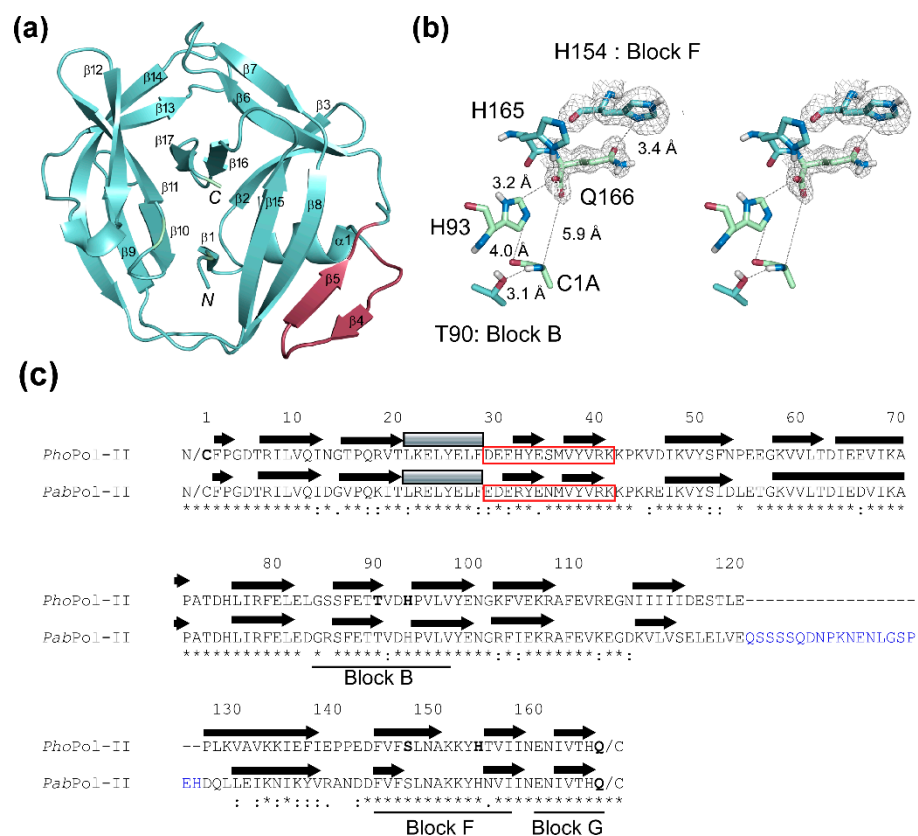 (a)
(b)
β12
β14
β13
β7
β6
β3
β17
β16
C
β11
β10
β9
β1
N
β2
β15
β8
α1
β5
β4
H154 : Block F
H165
3.4 Å
3.2 Å
Q166
H93
5.9 Å
4.0 Å
C1A
3.1 Å
T90: Block B
(c)
1 10 20 30 40 50 60 70
PhoPol-II N/CFPGDTRILVQINGTPQRVTLKELYELFDEFHYESMVYVRKKPKVDIKVYSFNPEEGKVVLTDIEEVIKA
PabPol-II N/CFPGDTRILVQIDGVPQKITLRELYELFEDERYENMVYVRKKPKREIKVYSIDLETGKVVLTDIEDVIKA
80 90 100 110 120
PhoPol-II PATDHLIRFELELGSSFETTVDHPVLVYENGKFVEKRAFEVREGNIIIIIDESTLE-----------------
PabPol-II PATDHLIRFELEDGRSFETTVDHPVLVYENGRFIEKRAFEVKEGDKVLVSELELVEQSSSSQDNPKNENLGSP
Block B
130 140 150 160
PhoPol-II --PLKVAVKKIEFIEPPEDFVFSLNAKKYHTVIINENIVTHQ/C
PabPol-II EHDQLLEIKNIKYVRANDDFVFSLNAKKYHNVIINENIVTHQ/C
Block F
Block G